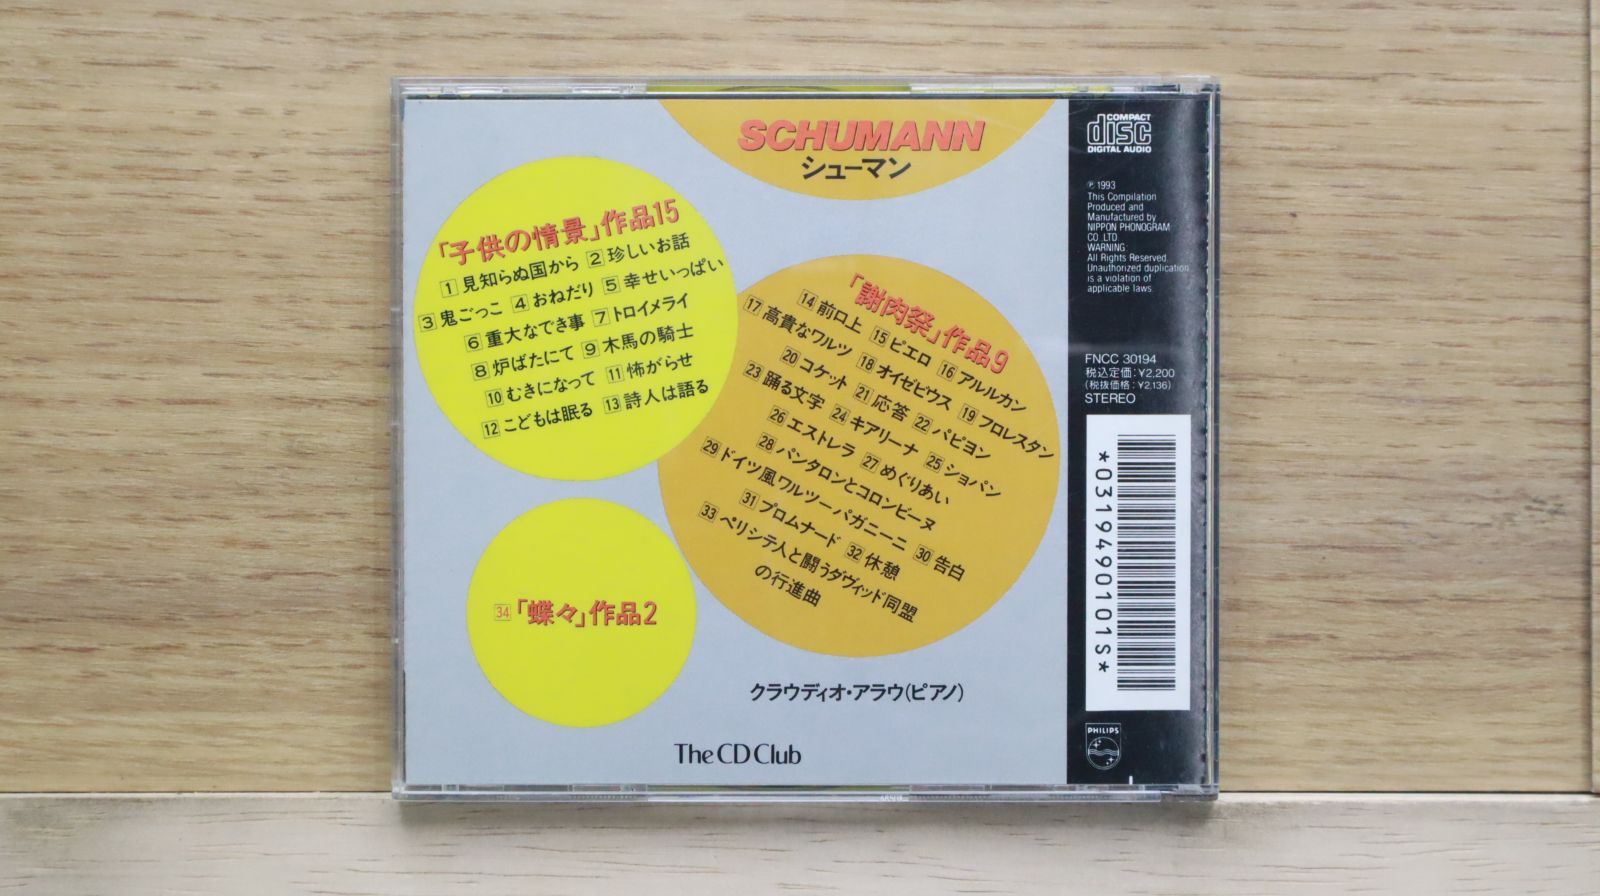 SCHUMANN
シューマン
「子供の情景」作品15
1 見知らぬ国から 2 珍しいお話
3 鬼ごっこ 4 おねだり 5 幸せいっぱい
6 重大なでき事 7 トロイメライ
8 炉ばたにて 9 木馬の騎士
10 むきになって 11 怖がらせ
12 こどもは眠る 13 詩人は語る
「謝肉祭」作品9
14 前口上 15 ピエロ 16 アルルカン
17 高貴なワルツ 18 オイゼビウス 19 フロレスタン
20 コケット 21 応答 22 パピヨン
23 踊る文字 24 キアリーナ 25 ショパン
26 エストレラ 27 めぐりあい
28 パンタロンとコロンビーヌ
29 ドイツ風ワルツーパガニーニ 30 告白
31 プロムナード 32 休憩
33 ペリシテ人と闘うダヴィッド同盟
の行進曲
34 「蝶々」作品2
クラウディオ・アラウ(ピアノ)
The CD Club
COMPACT
disc
DIGITAL AUDIO
℗ 1993
This Compilation
Produced and
Manufactured by
NIPPON PHONOGRAM
CO.,LTD.
WARNING:
All Rights Reserved.
Unauthorized duplication
is a violation of
applicable laws.
FNCC 30194
税込定価:¥2,200
(税抜価格:¥2,136)
STEREO
*0319490101S*
PHILIPS